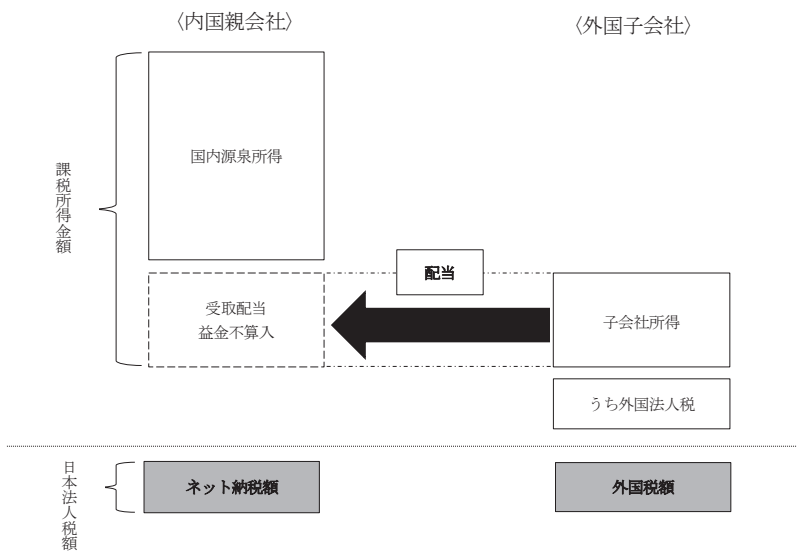 〈内国親会社〉
〈外国子会社〉
課税所得金額
国内源泉所得
配当
受取配当
益金不算入
子会社所得
うち外国法人税
日本法人税額
ネット納税額
外国税額